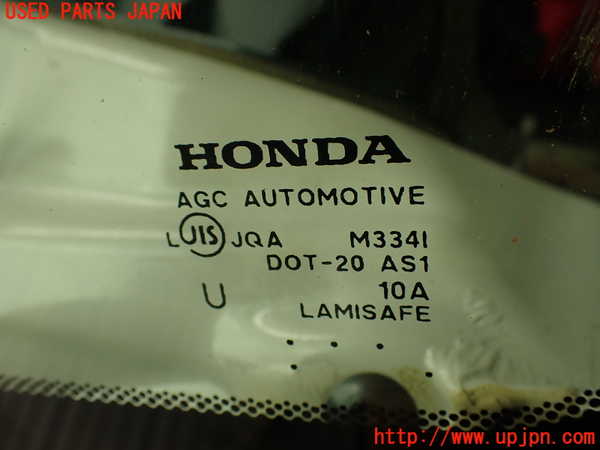 USED PARTS JAPAN
HONDA
AGC AUTOMOTIVE
L JIS JQA M334I
DOT-20 AS1
U 10A
LAMISAFE
http://www.upjpn.com